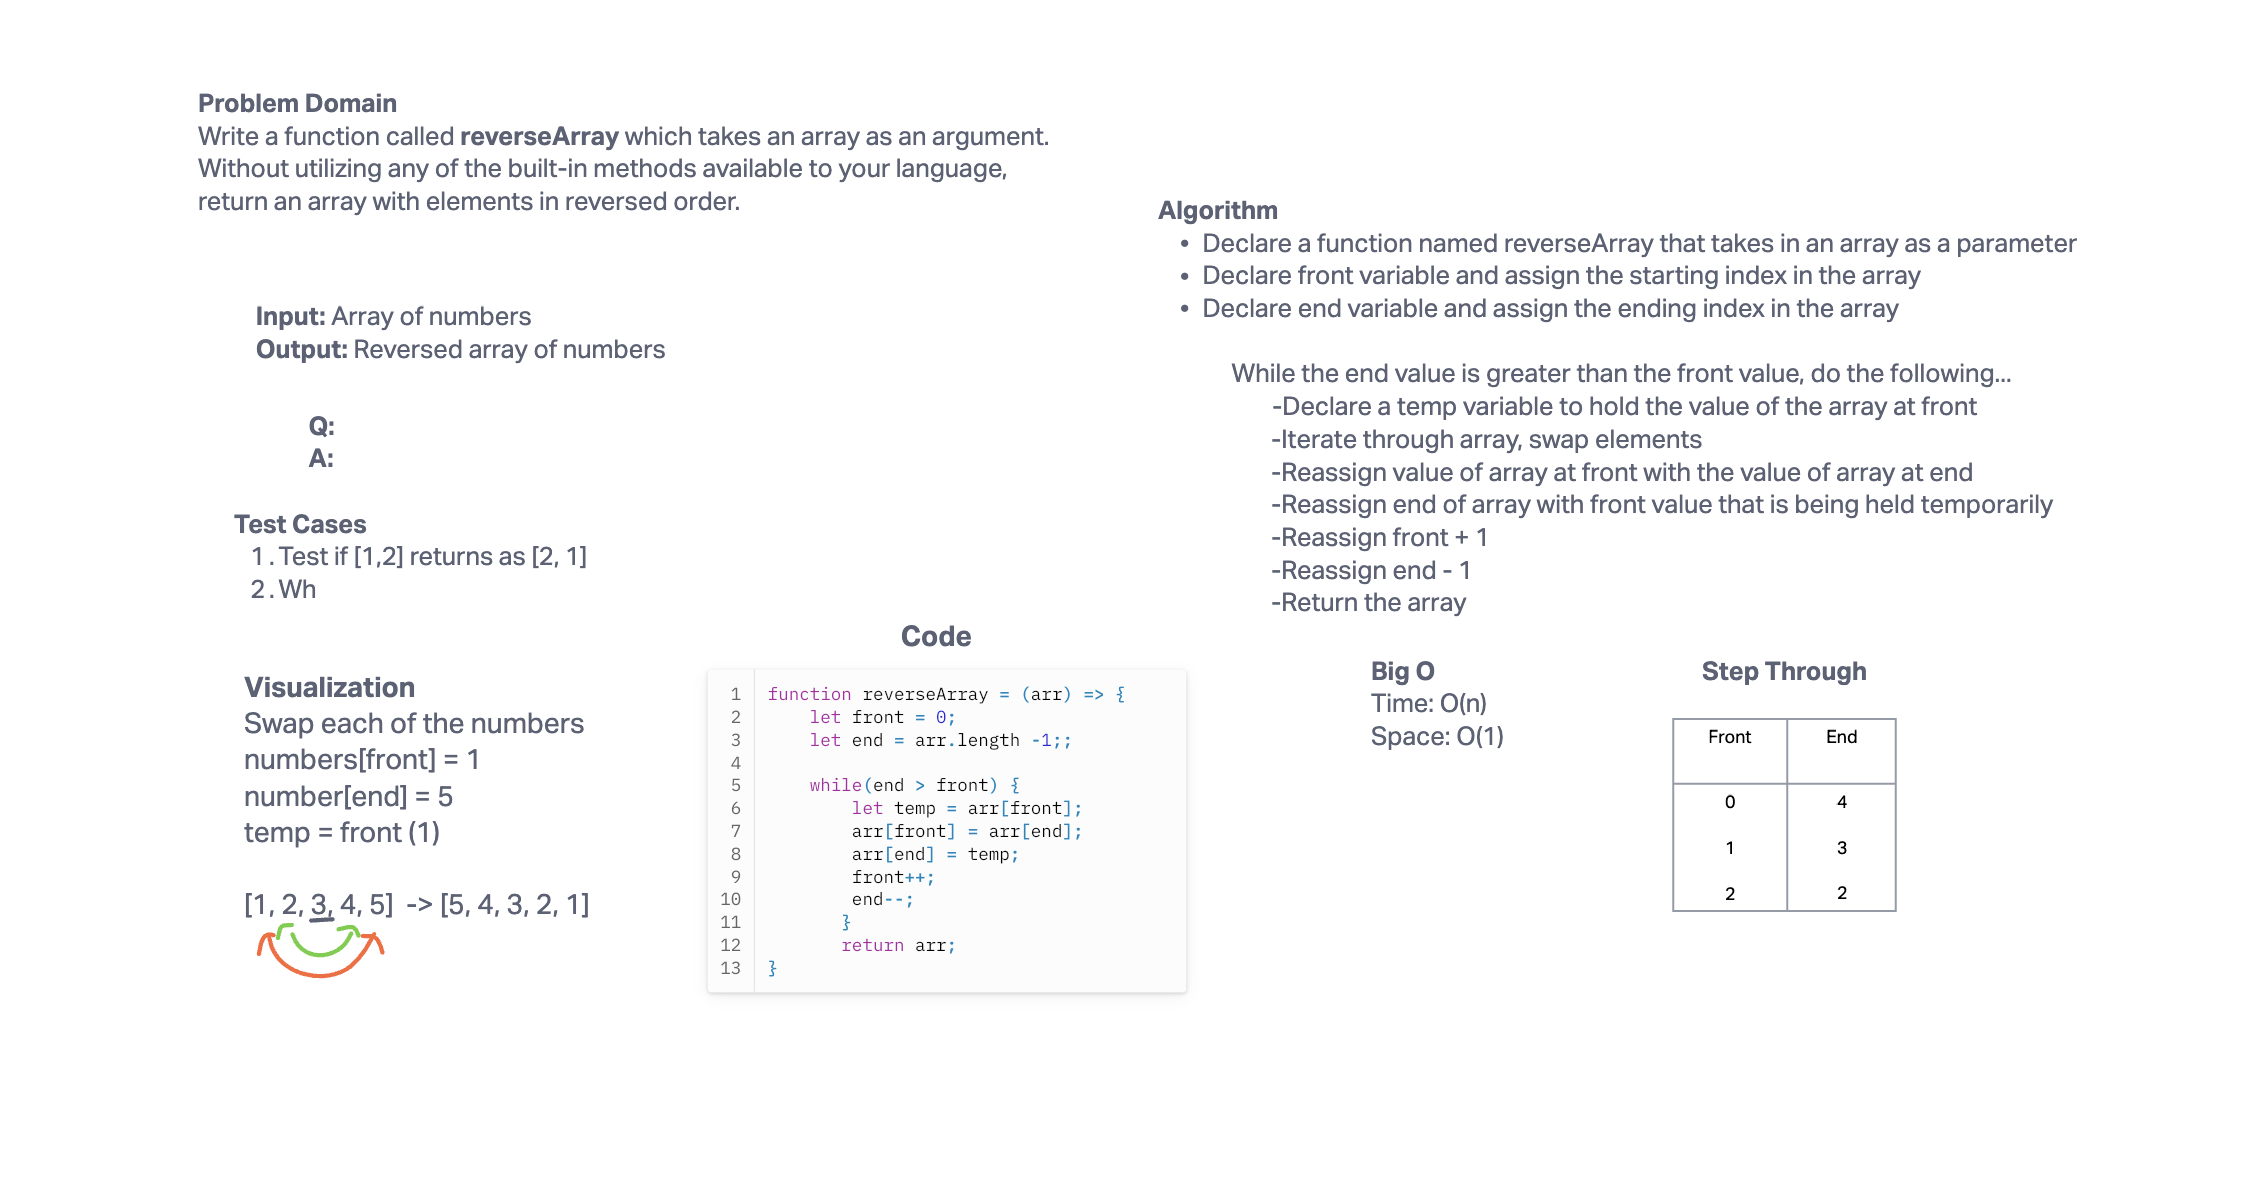 Problem Domain
Write a function called reverseArray which takes an array as an argument.
Without utilizing any of the built-in methods available to your language,
return an array with elements in reversed order.
Input: Array of numbers
Output: Reversed array of numbers
Q:
A:
Test Cases
1. Test if [1,2] returns as [2, 1]
2. Wh
Visualization
Swap each of the numbers
numbers[front] = 1
number[end] = 5
temp = front (1)
[1, 2, 3, 4, 5] -> [5, 4, 3, 2, 1]
Code
1 function reverseArray = (arr) => {
2     let front = 0;
3     let end = arr.length -1;;
4
5     while(end > front) {
6         let temp = arr[front];
7         arr[front] = arr[end];
8         arr[end] = temp;
9         front++;
10         end--;
11        }
12        return arr;
13 }
Algorithm
• Declare a function named reverseArray that takes in an array as a parameter
• Declare front variable and assign the starting index in the array
• Declare end variable and assign the ending index in the array
While the end value is greater than the front value, do the following...
-Declare a temp variable to hold the value of the array at front
-Iterate through array, swap elements
-Reassign value of array at front with the value of array at end
-Reassign end of array with front value that is being held temporarily
-Reassign front + 1
-Reassign end - 1
-Return the array
Big O
Time: O(n)
Space: O(1)
Step Through
Front End
0 4
1 3
2 2